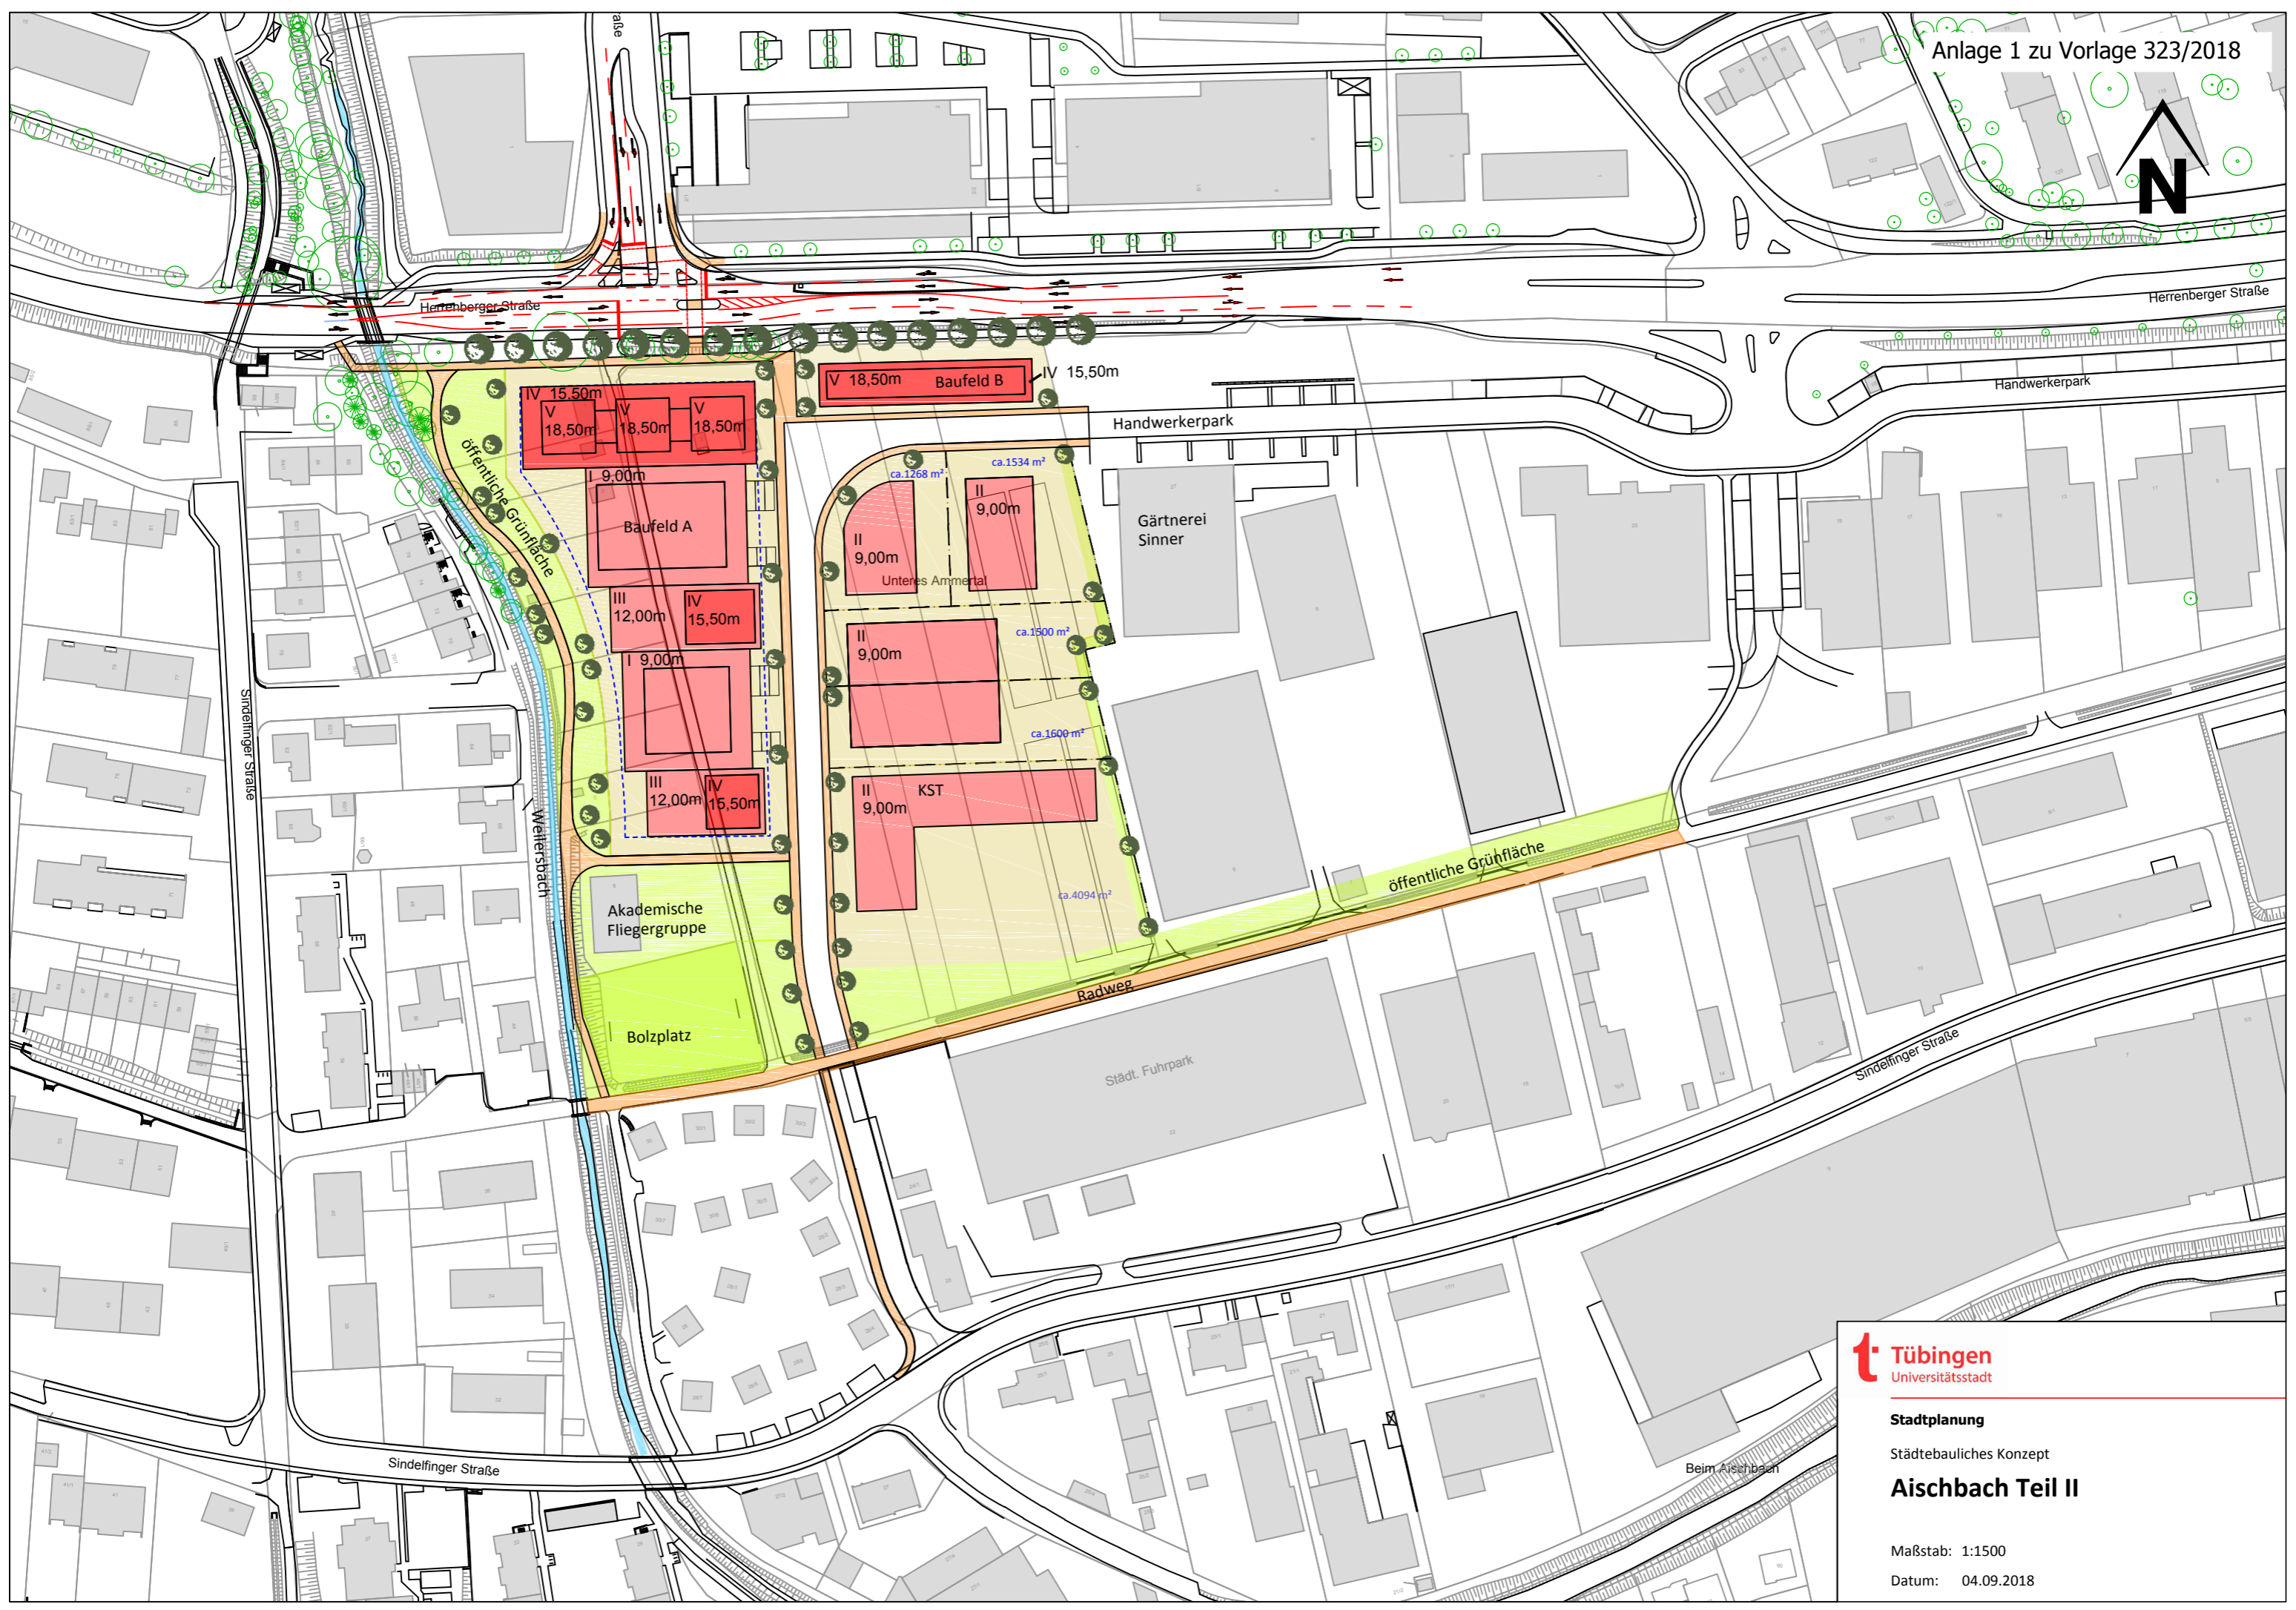 Anlage 1 zu Vorlage 323/2018
N
raße
Herrenberger Straße
Herrenberger Straße
Handwerkerpark
IV 15,50m
V
18,50m
V
18,50m
V
18,50m
V 18,50m
Baufeld B
IV 15,50m
Handwerkerpark
öffentliche Grünfläche
I 9,00m
Baufeld A
III
12,00m
IV
15,50m
I 9,00m
III
12,00m
IV
15,50m
ca.1268 m²
ca.1534 m²
II
9,00m
II
9,00m
Unteres Ammertal
Gärtnerei
Sinner
ca.1500 m²
II
9,00m
ca.1600 m²
II
9,00m
KST
ca.4094 m²
Sindelfinger Straße
Weilersbach
Akademische
Fliegergruppe
Bolzplatz
Radweg
öffentliche Grünfläche
Städt. Fuhrpark
Sindelfinger Straße
Sindelfinger Straße
Beim Aischbach
t
Tübingen
Universitätsstadt
Stadtplanung
Städtebauliches Konzept
Aischbach Teil II
Maßstab: 1:1500
Datum: 04.09.2018